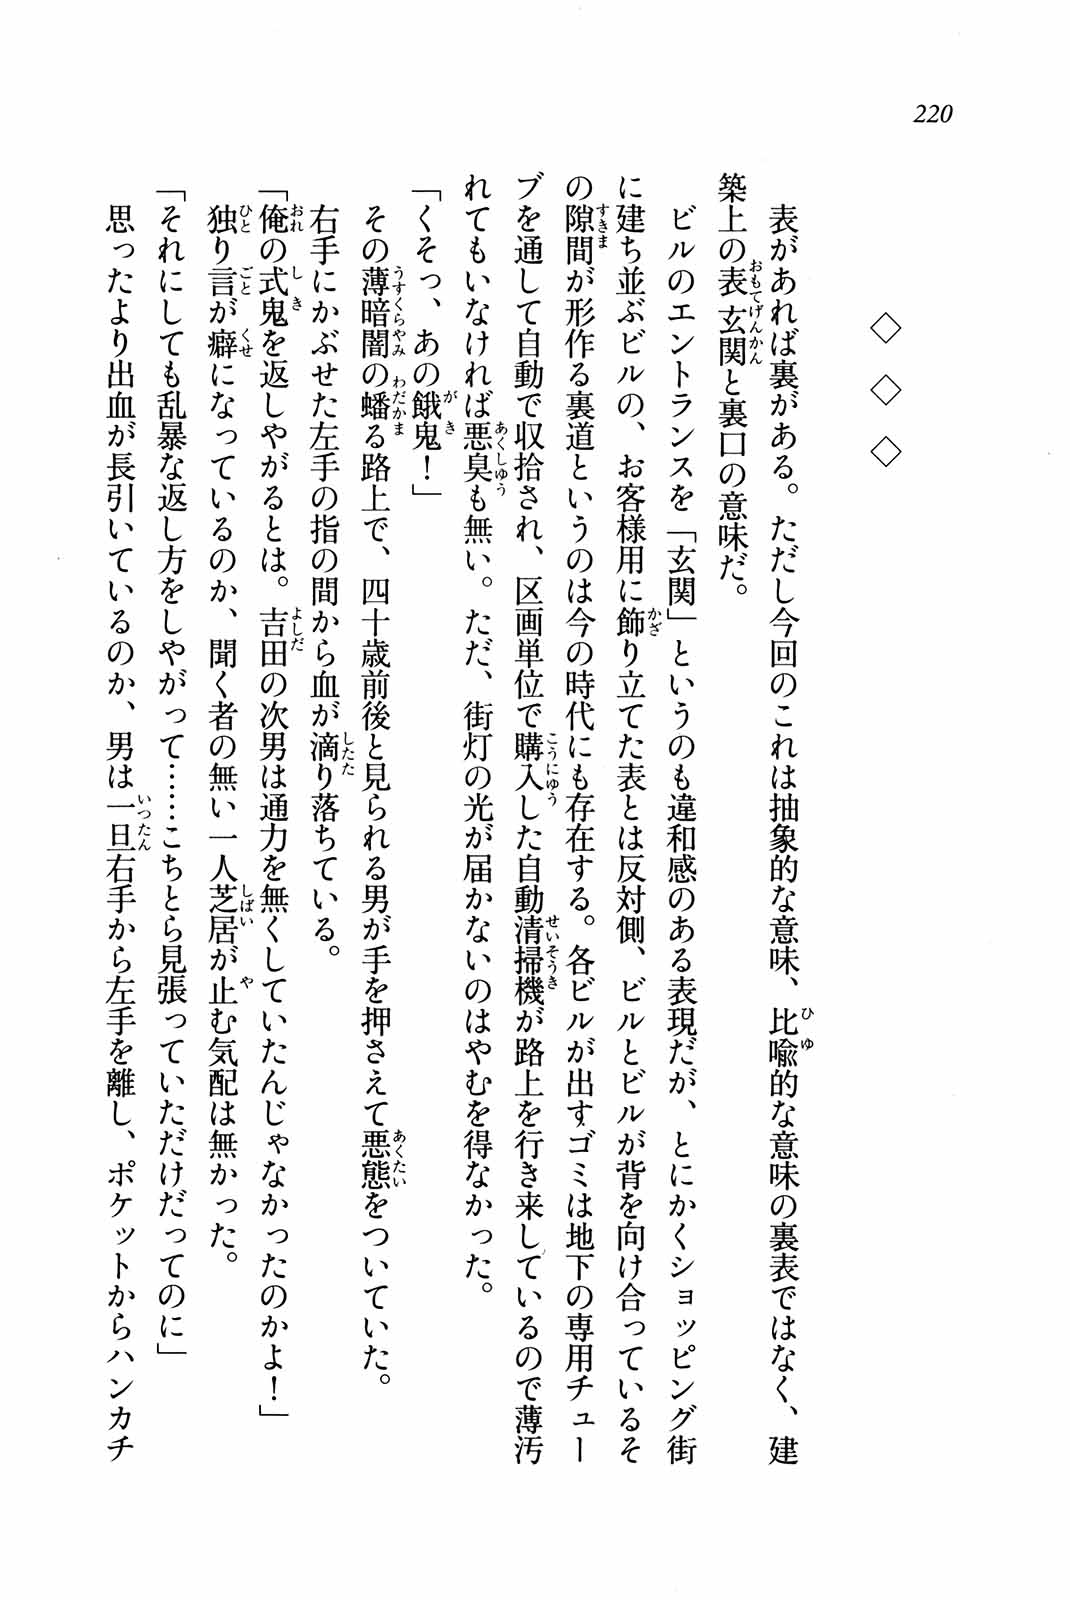 220
◇ ◇ ◇
表があれば裏がある。ただし今回のこれは抽象的な意味、比喩的な意味の裏表ではなく、建
築上の表玄関と裏口の意味だ。
ビルのエントランスを「玄関」というのも違和感のある表現だが、とにかくショッピング街
に建ち並ぶビルの、お客様用に飾り立てた表とは反対側、ビルとビルが背を向け合っているそ
の隙間が形作る裏道というのは今の時代にも存在する。各ビルが出すゴミは地下の専用チュー
ブを通して自動で収拾され、区画単位で購入した自動清掃機が路上を行き来しているので薄汚
れてもいなければ悪臭も無い。ただ、街灯の光が届かないのはやむを得なかった。
「くそっ、あの餓鬼！」
その薄暗闇の蟠る路上で、四十歳前後と見られる男が手を押さえて悪態をついていた。
右手にかぶせた左手の指の間から血が滴り落ちている。
「俺の式鬼を返しやがるとは。吉田の次男は通力を無くしていたんじゃなかったのかよ！」
独り言が癖になっているのか、聞く者の無い一人芝居が止む気配は無かった。
「それにしても乱暴な返し方をしやがって……こちとら見張っていただけだってのに」
思ったより出血が長引いているのか、男は一旦右手から左手を離し、ポケットからハンカチ